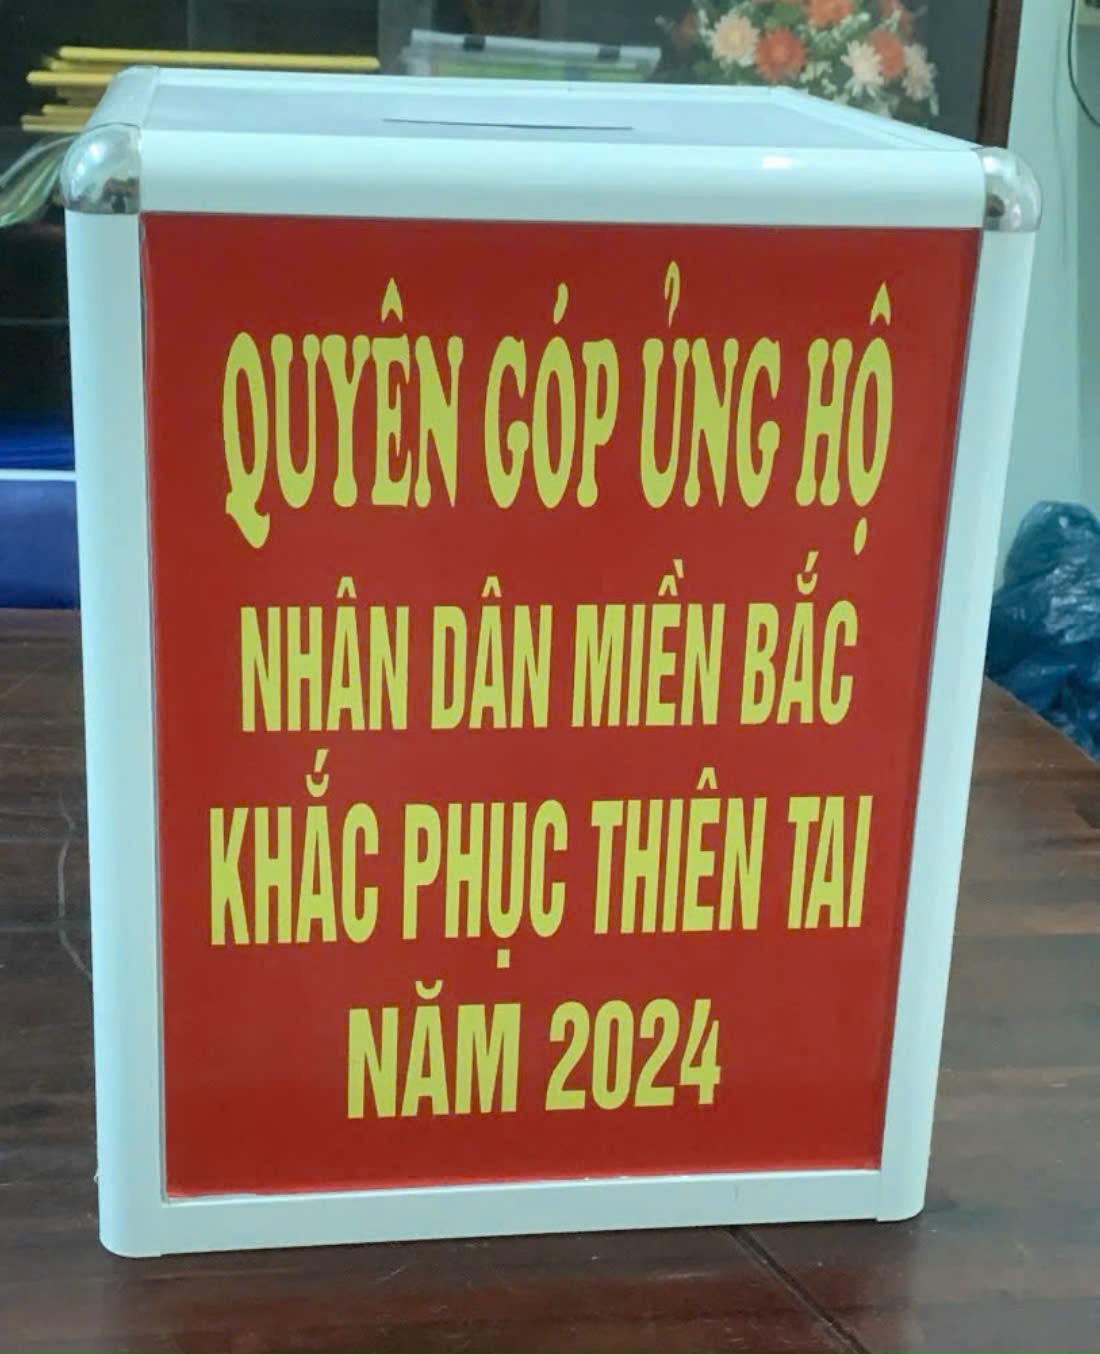 QUYÊN GÓP ỦNG HỘ
NHÂN DÂN MIỀN BẮC
KHẮC PHỤC THIÊN TAI
NĂM 2024